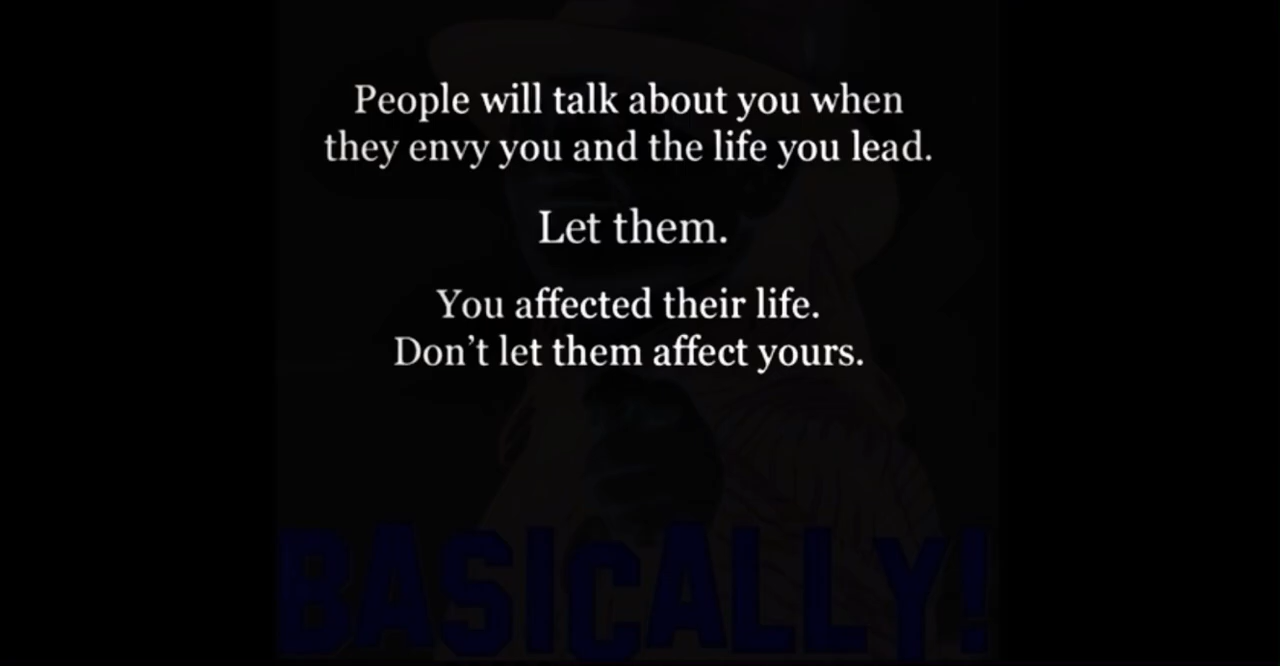 People will talk about you when
they envy you and the life you lead.
Let them.
You affected their life.
Don’t let them affect yours.
BASICALLY!